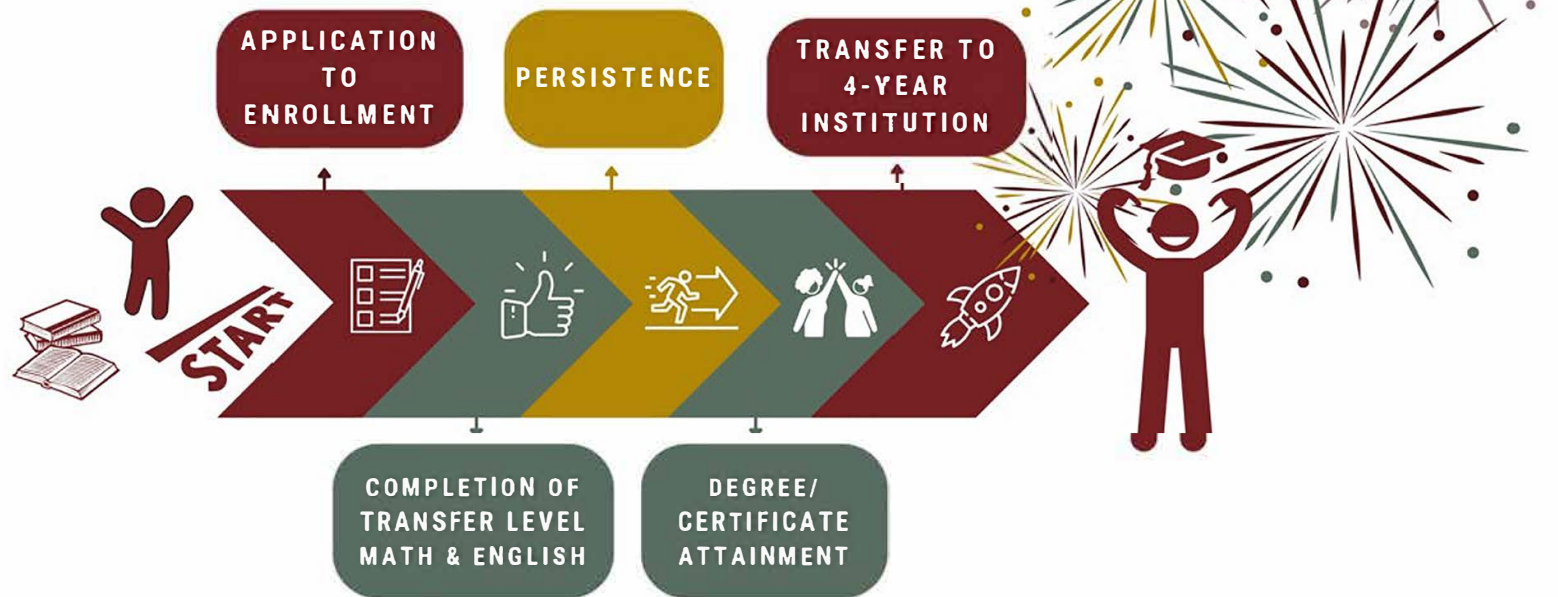 APPLICATION
TO
ENROLLMENT
PERSISTENCE
TRANSFER TO
4-YEAR
INSTITUTION
START
COMPLETION OF
TRANSFER LEVEL
MATH & ENGLISH
DEGREE/
CERTIFICATE
ATTAINMENT